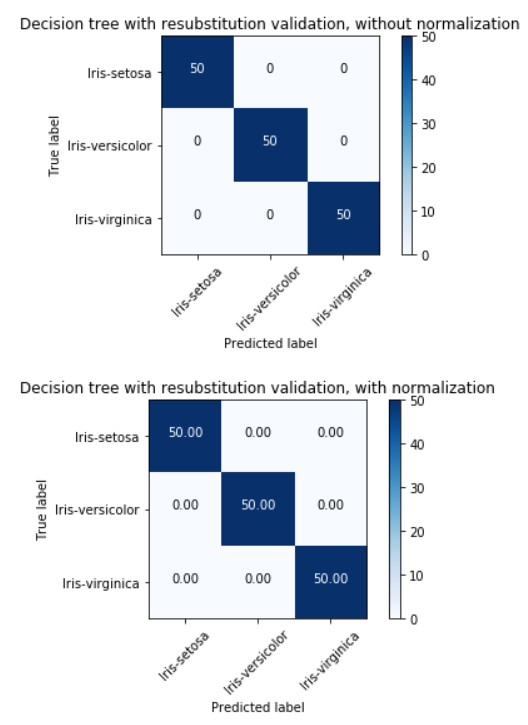 Decision tree with resubstitution validation, without normalization
50
Iris-setosa 50 0 0
40
30
True label
Iris-versicolor 0 50 0
20
10
Iris-virginica 0 0 50
0
Iris-setosa Iris-versicolor Iris-virginica
Predicted label
Decision tree with resubstitution validation, with normalization
50
Iris-setosa 50.00 0.00 0.00
40
30
True label
Iris-versicolor 0.00 50.00 0.00
20
10
Iris-virginica 0.00 0.00 50.00
0
Iris-setosa Iris-versicolor Iris-virginica
Predicted label